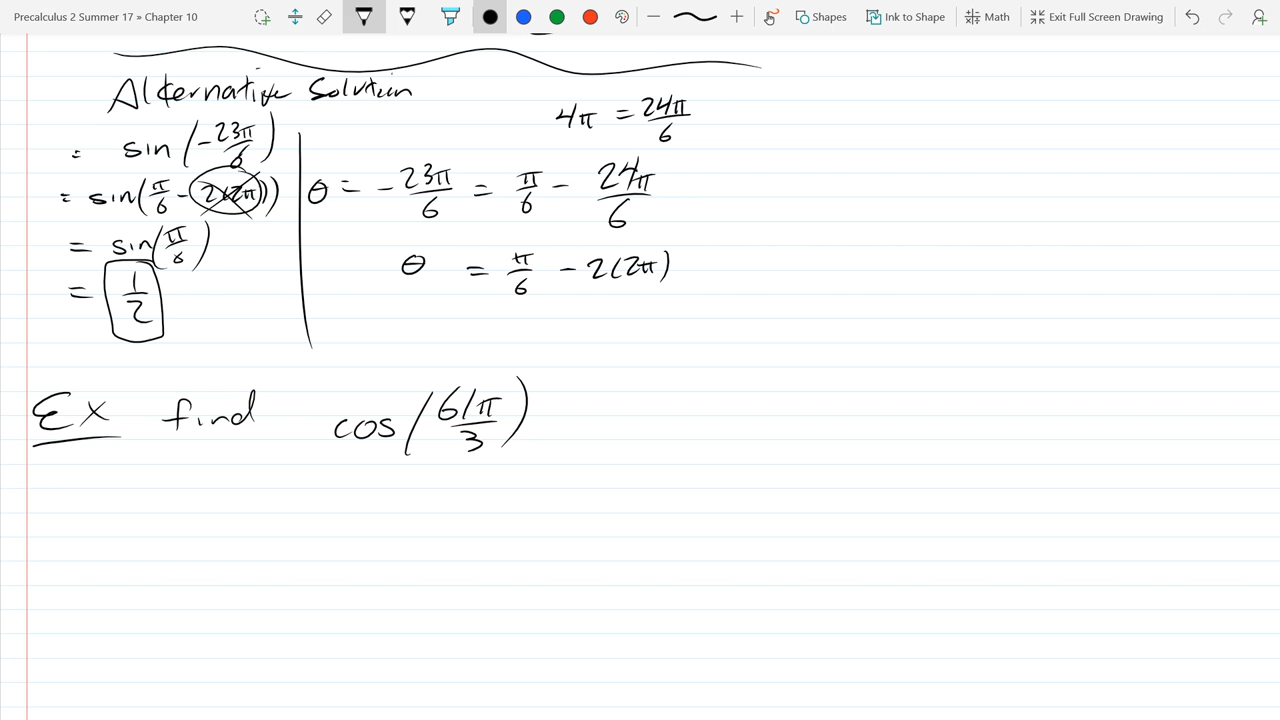 Precalculus 2 Summer 17 » Chapter 10
Shapes
Ink to Shape
Math
Exit Full Screen Drawing
Alternative Solution
= sin(-23π/6)
= sin(π/6 - 2(2π))
= sin(π/6)
= 1/2
4π = 24π/6
θ = -23π/6 = π/6 - 24π/6
θ = π/6 - 2(2π)
Ex find cos(61π/3)